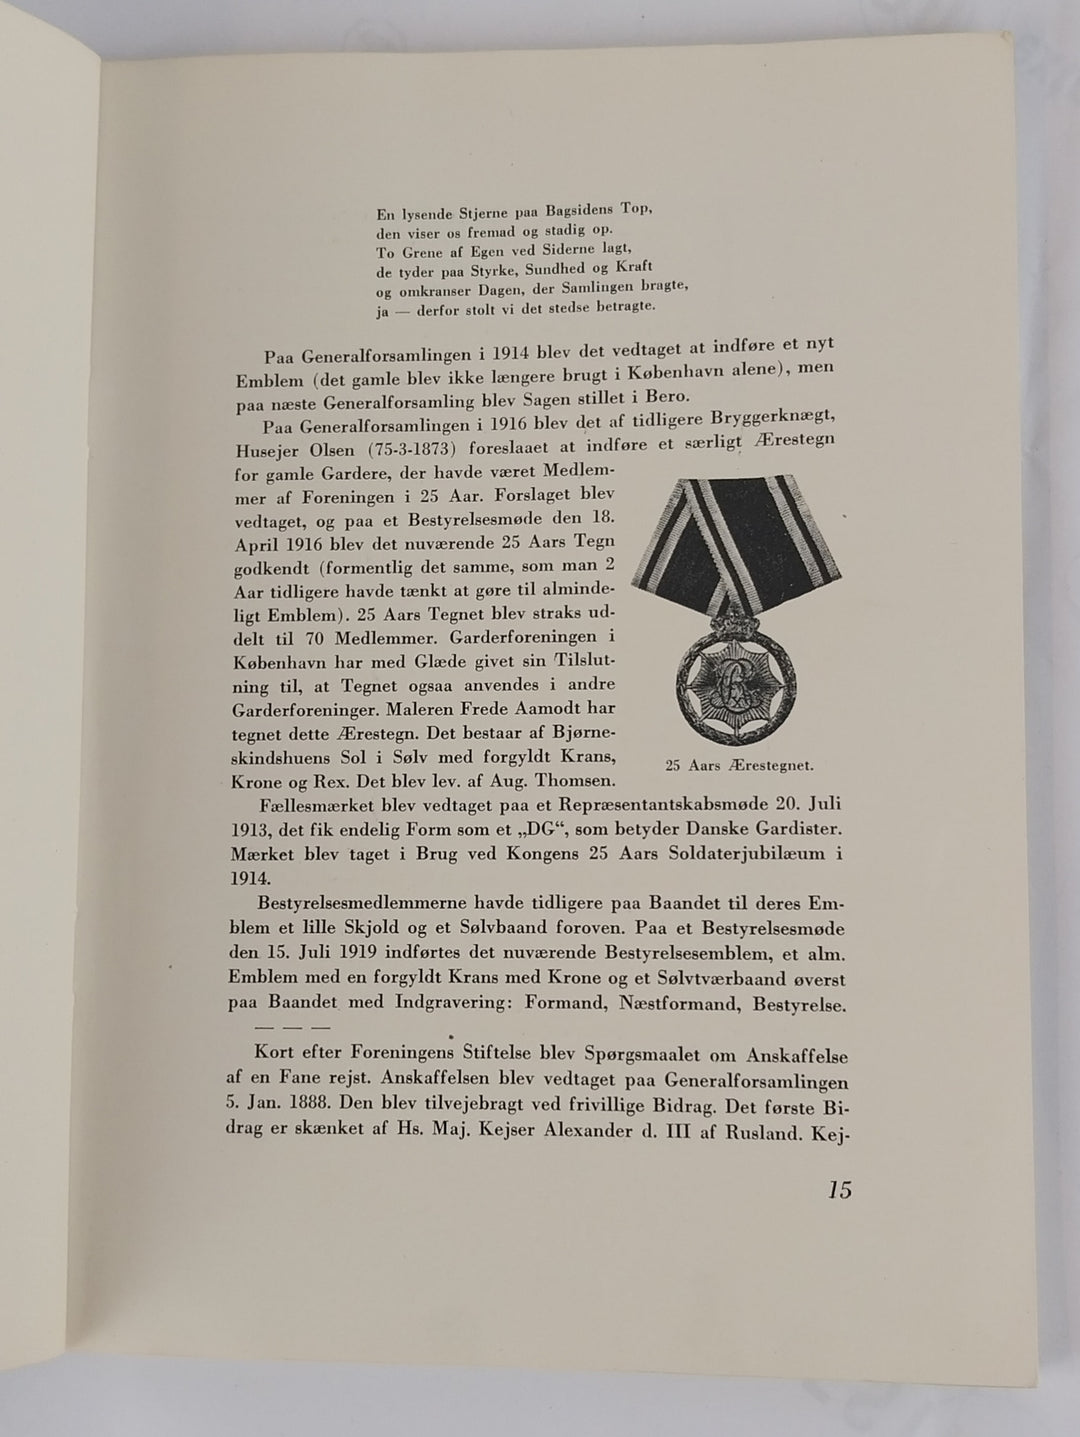 En lysende Stjerne paa Bagsidens Top,
den viser os fremad og stadig op.
To Grene af Egen ved Siderne lagt,
de tyder paa Styrke, Sundhed og Kraft
og omkranser Dagen, der Samlingen bragte,
ja — derfor stolt vi det stedse betragte.
Paa Generalforsamlingen i 1914 blev det vedtaget at indføre et nyt
Emblem (det gamle blev ikke længere brugt i København alene), men
paa næste Generalforsamling blev Sagen stillet i Bero.
Paa Generalforsamlingen i 1916 blev det af tidligere Bryggerknægt,
Husejer Olsen (75-3-1873) foreslaaet at indføre et særligt Ærestegn
for gamle Gardere, der havde været Medlem-
mer af Foreningen i 25 Aar. Forslaget blev
vedtaget, og paa et Bestyrelsesmøde den 18.
April 1916 blev det nuværende 25 Aars Tegn
godkendt (formentlig det samme, som man 2
Aar tidligere havde tænkt at gøre til alminde-
ligt Emblem). 25 Aars Tegnet blev straks ud-
delt til 70 Medlemmer. Garderforeningen i
København har med Glæde givet sin Tilslut-
ning til, at Tegnet ogsaa anvendes i andre
Garderforeninger. Maleren Frede Aamodt har
tegnet dette Ærestegn. Det bestaar af Bjørne-
skindshuens Sol i Sølv med forgyldt Krans,
Krone og Rex. Det blev lev. af Aug. Thomsen.
25 Aars Ærestegnet.
Fællesmærket blev vedtaget paa et Repræsentantskabsmøde 20. Juli
1913, det fik endelig Form som et „DG“, som betyder Danske Gardister.
Mærket blev taget i Brug ved Kongens 25 Aars Soldaterjubilæum i
1914.
Bestyrelsesmedlemmerne havde tidligere paa Baandet til deres Em-
blem et lille Skjold og et Sølvbaand foroven. Paa et Bestyrelsesmøde
den 15. Juli 1919 indførtes det nuværende Bestyrelsesemblem, et alm.
Emblem med en forgyldt Krans med Krone og et Sølvtværbaand øverst
paa Baandet med Indgravering: Formand, Næstformand, Bestyrelse.
— — —
Kort efter Foreningens Stiftelse blev Spørgsmaalet om Anskaffelse
af en Fane rejst. Anskaffelsen blev vedtaget paa Generalforsamlingen
5. Jan. 1888. Den blev tilvejebragt ved frivillige Bidrag. Det første Bi-
drag er skænket af Hs. Maj. Kejser Alexander d. III af Rusland. Kej-
15